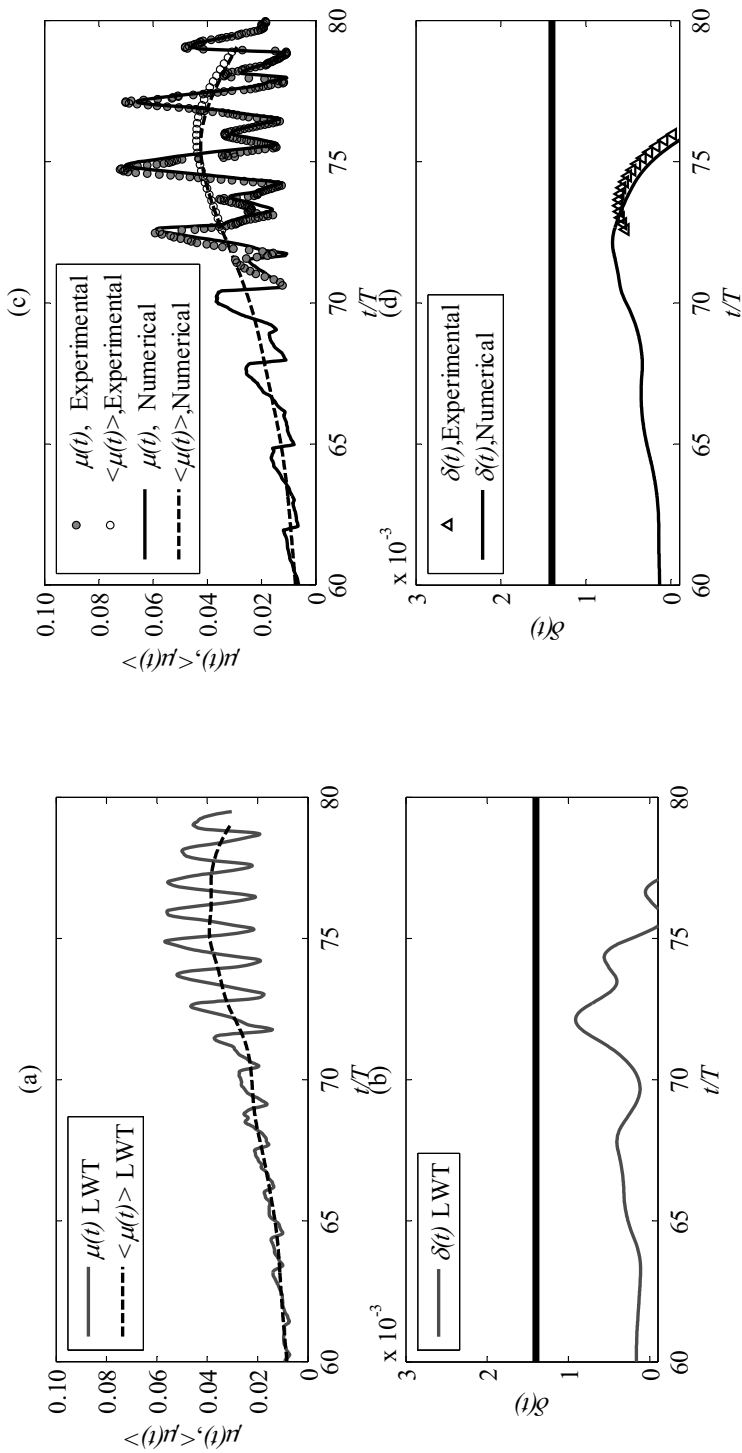 (a)
0.10
0.08
0.06
0.04
0.02
0
μ(t),<μ(t)>
μ(t) LWT
<μ(t)> LWT
60
65
70
75
80
t/T
(b)
x 10-3
3
2
1
0
δ(t)
δ(t) LWT
60
65
70
75
80
t/T
(c)
0.10
0.08
0.06
0.04
0.02
0
μ(t),<μ(t)>
μ(t), Experimental
<μ(t)>,Experimental
μ(t), Numerical
<μ(t)>,Numerical
60
65
70
75
80
t/T
(d)
x 10-3
3
2
1
0
δ(t)
δ(t),Experimental
δ(t),Numerical
60
65
70
75
80
t/T